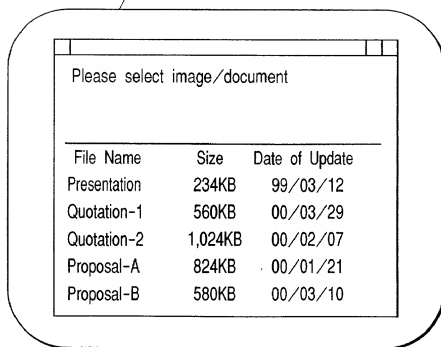 Please select image/document
File Name Size Date of Update
Presentation 234KB 99/03/12
Quotation-1 560KB 00/03/29
Quotation-2 1,024KB 00/02/07
Proposal-A 824KB 00/01/21
Proposal-B 580KB 00/03/10